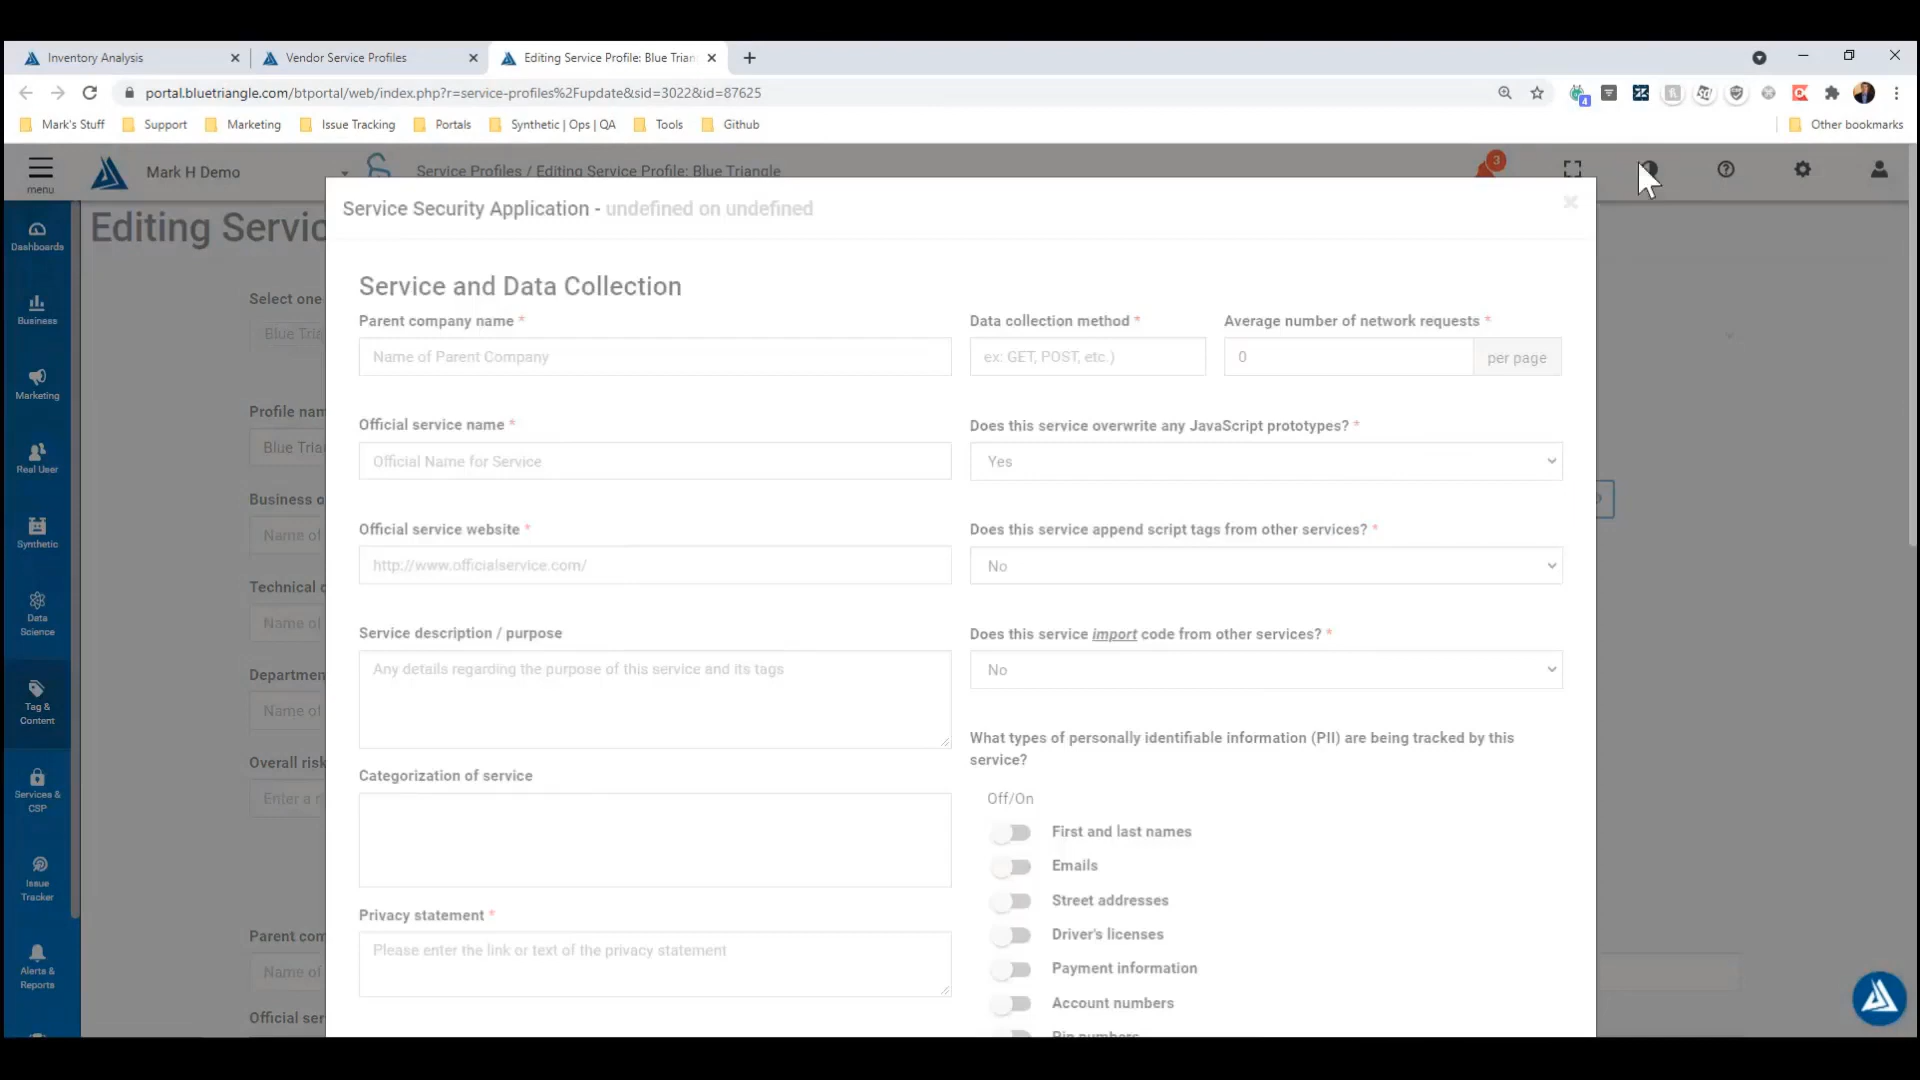 Inventory Analysis
Vendor Service Profiles
Editing Service Profile: Blue Trian
portal.bluetriangle.com/btportal/web/index.php?r=service-profiles%2Fupdate&sid=3022&id=87625
4
Mark's Stuff
Support
Marketing
Issue Tracking
Portals
Synthetic | Ops | QA
Tools
Github
Other bookmarks
menu
Mark H Demo
Service Profiles / Editing Service Profile: Blue Triangle
3
Dashboards
Business
Marketing
Real User
Synthetic
Data
Science
Tag &
Content
Services &
CSP
Issue
Tracker
Alerts &
Reports
Editing Servic
Select one
Blue Tria
Profile nam
Blue Tria
Business o
Name of
Technical
Name of
Departmen
Name of
Overall risk
Enter a r
Parent com
Name of
Official ser
Service Security Application - undefined on undefined
Service and Data Collection
Parent company name *
Name of Parent Company
Official service name *
Official Name for Service
Official service website *
http://www.officialservice.com/
Service description / purpose
Any details regarding the purpose of this service and its tags
Categorization of service
Privacy statement *
Please enter the link or text of the privacy statement
Data collection method *
ex: GET, POST, etc.)
Average number of network requests *
0
per page
Does this service overwrite any JavaScript prototypes? *
Yes
Does this service append script tags from other services? *
No
Does this service import code from other services? *
No
What types of personally identifiable information (PII) are being tracked by this
service?
Off/On
First and last names
Emails
Street addresses
Driver's licenses
Payment information
Account numbers
Pin numbers